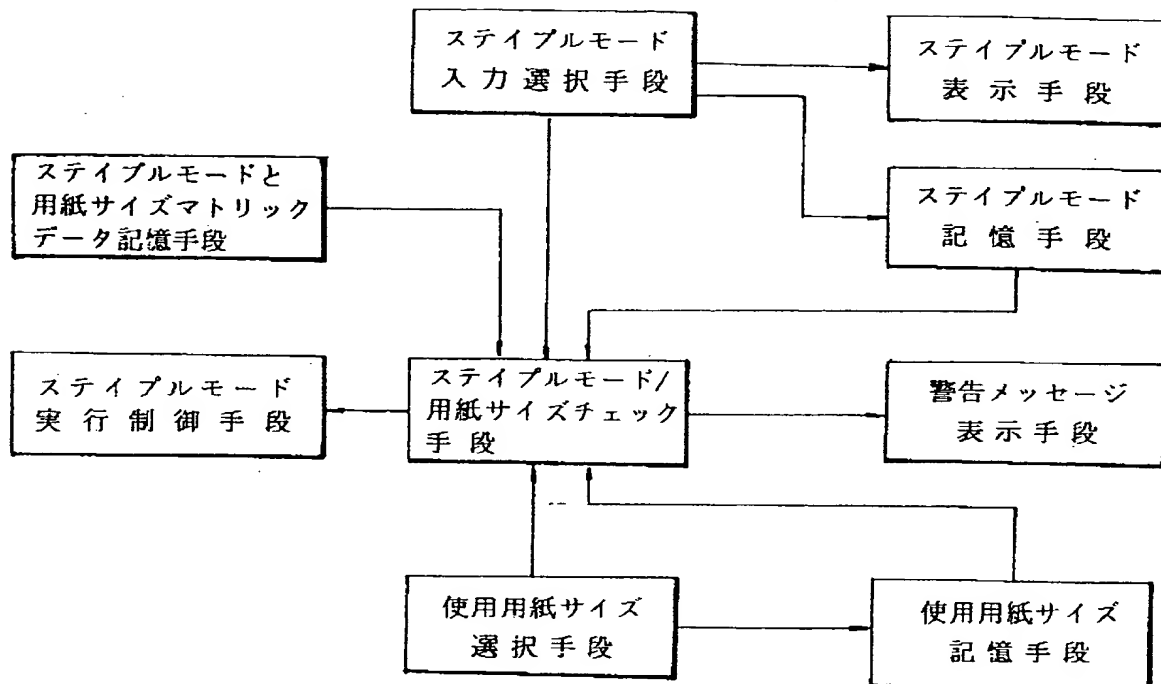 ステイプルモード
入力選択手段
ステイプルモード
表示手段
ステイプルモードと
用紙サイズマトリック
データ記憶手段
ステイプルモード
記憶手段
ステイプルモード
実行制御手段
ステイプルモード/
用紙サイズチェック
手段
警告メッセージ
表示手段
使用用紙サイズ
選択手段
使用用紙サイズ
記憶手段